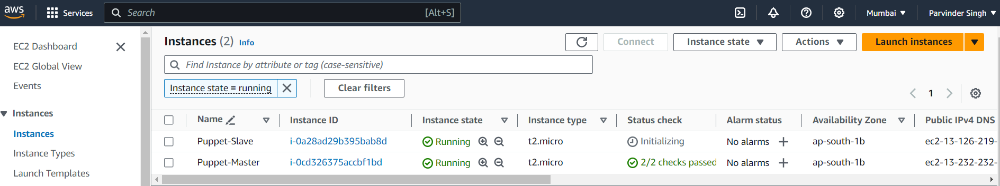 aws Services Search [Alt+S] Mumbai Parvinder Singh
EC2 Dashboard
EC2 Global View
Events
Instances
Instances
Instance Types
Launch Templates
Instances (2) Info
Connect Instance state Actions Launch instances
Find Instance by attribute or tag (case-sensitive)
Instance state = running Clear filters
1
Name Instance ID Instance state Instance type Status check Alarm status Availability Zone Public IPv4 DNS
Puppet-Slave i-0a28ad29b395bab8d Running t2.micro Initializing No alarms ap-south-1b ec2-13-126-219-
Puppet-Master i-0cd326375accbf1bd Running t2.micro 2/2 checks passed No alarms ap-south-1b ec2-13-232-232-